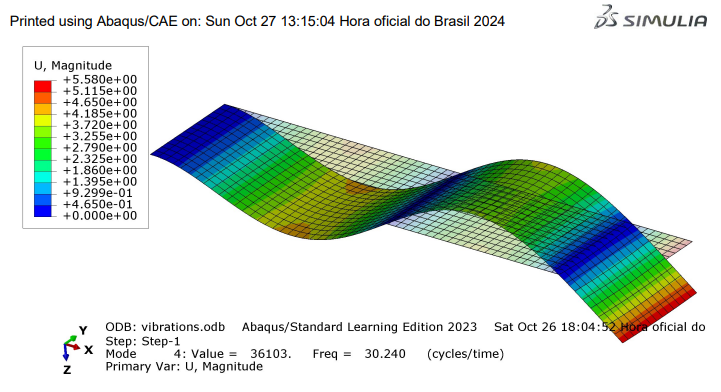 Printed using Abaqus/CAE on: Sun Oct 27 13:15:04 Hora oficial do Brasil 2024
SIMULIA
U, Magnitude
+5.580e+00
+5.115e+00
+4.650e+00
+4.185e+00
+3.720e+00
+3.255e+00
+2.790e+00
+2.325e+00
+1.860e+00
+1.395e+00
+9.299e-01
+4.650e-01
+0.000e+00
Y
X
Z
ODB: vibrations.odb Abaqus/Standard Learning Edition 2023 Sat Oct 26 18:04:52 Hora oficial do
Step: Step-1
Mode 4: Value = 36103. Freq = 30.240 (cycles/time)
Primary Var: U, Magnitude